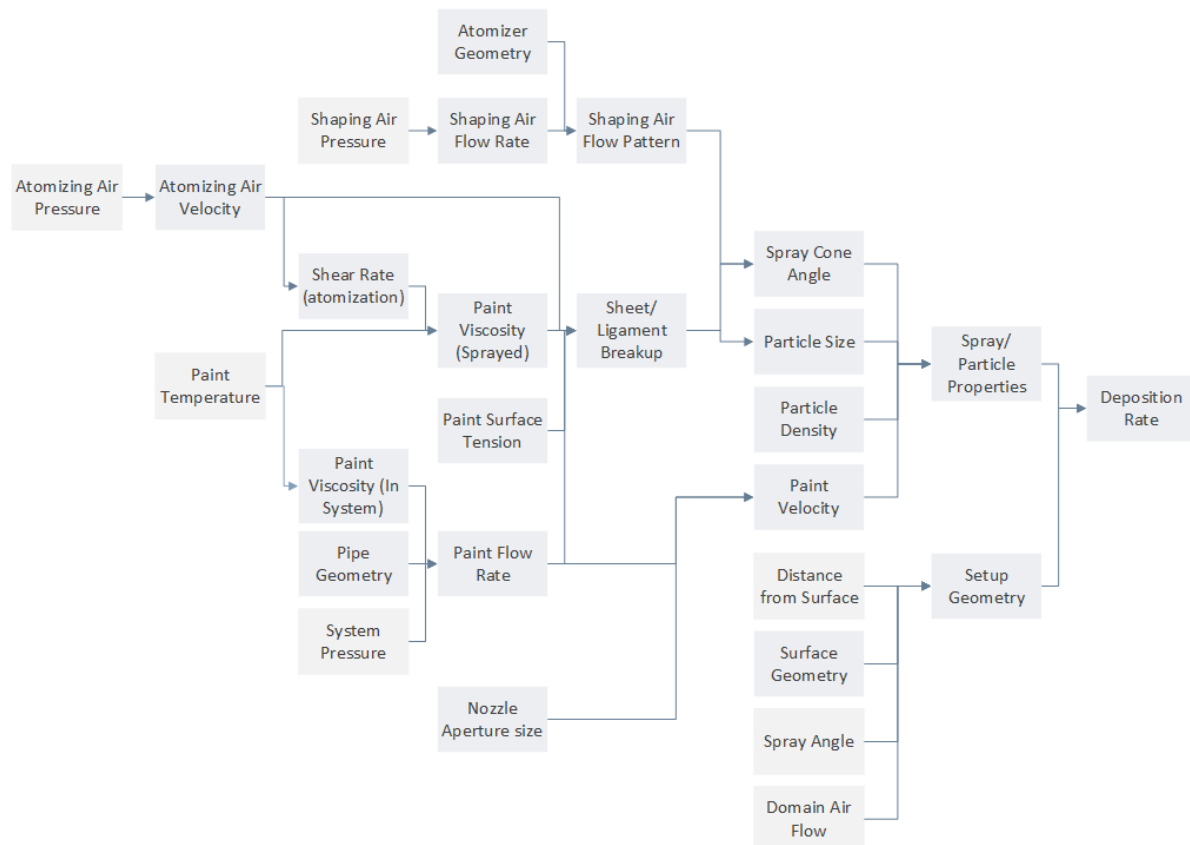 Atomizer
Geometry
Shaping Air
Pressure
Shaping Air
Flow Rate
Shaping Air
Flow Pattern
Atomizing Air
Pressure
Atomizing Air
Velocity
Shear Rate
(atomization)
Paint
Viscosity
(Sprayed)
Sheet/
Ligament
Breakup
Spray Cone
Angle
Particle Size
Spray/
Particle
Properties
Paint
Temperature
Paint Surface
Tension
Particle
Density
Deposition
Rate
Paint
Viscosity (In
System)
Paint
Velocity
Pipe
Geometry
Paint Flow
Rate
Distance
from Surface
Setup
Geometry
System
Pressure
Surface
Geometry
Nozzle
Aperture size
Spray Angle
Domain Air
Flow